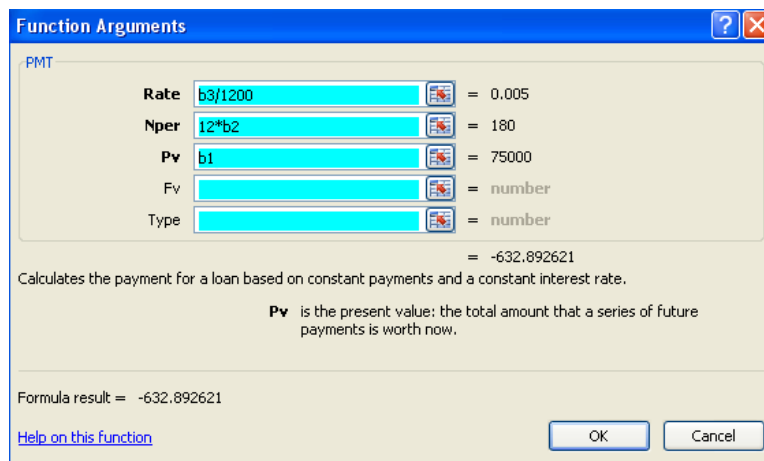 Function Arguments
PMT
Rate b3/1200 = 0.005
Nper 12*b2 = 180
Pv b1 = 75000
Fv = number
Type = number
= -632.892621
Calculates the payment for a loan based on constant payments and a constant interest rate.
Pv is the present value: the total amount that a series of future
payments is worth now.
Formula result = -632.892621
Help on this function OK Cancel